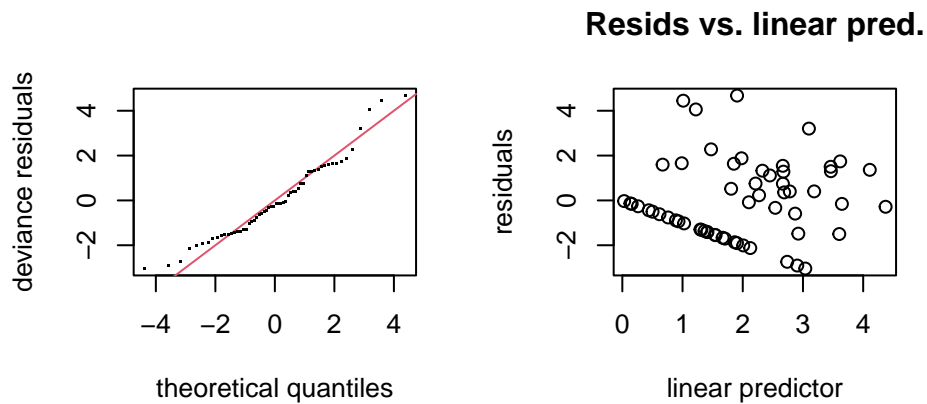 Resids vs. linear pred.
deviance residuals
4
2
0
−2
−4 −2 0 2 4
theoretical quantiles
residuals
4
2
0
−2
0 1 2 3 4
linear predictor